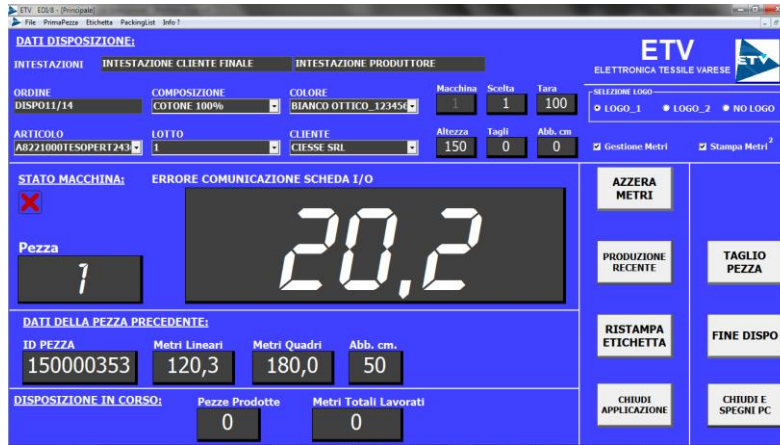 ETV EDI/8 - [Principale]
File PrimaPezza Etichetta PackingList Info ?
DATI DISPOSIZIONE:
INTESTAZIONI INTESTAZIONE CLIENTE FINALE INTESTAZIONE PRODUTTORE
ETV
ELETTRONICA TESSILE VARESE
ETV
ORDINE COMPOSIZIONE COLORE Macchina Scelta Tara
DISPO11/14 COTONE 100% BIANCO OTTICO_123456 1 1 100
SELEZIONE LOGO
LOGO_1 LOGO_2 NO LOGO
ARTICOLO LOTTO CLIENTE Altezza Tagli Abb. cm
A8221000TESOPERT243 1 CIESSE SRL 150 0 0
Gestione Metri Stampa Metri 2
STATO MACCHINA: ERRORE COMUNICAZIONE SCHEDA I/O
20,2
Pezza
1
AZZERA
METRI
PRODUZIONE
RECENTE
TAGLIO
PEZZA
DATI DELLA PEZZA PRECEDENTE:
ID PEZZA Metri Lineari Metri Quadri Abb. cm.
150000353 120,3 180,0 50
RISTAMPA
ETICHETTA
FINE DISPO
DISPOSIZIONE IN CORSO: Pezze Prodotte Metri Totali Lavorati
0 0
CHIUDI
APPLICAZIONE
CHIUDI E
SPEGNI PC